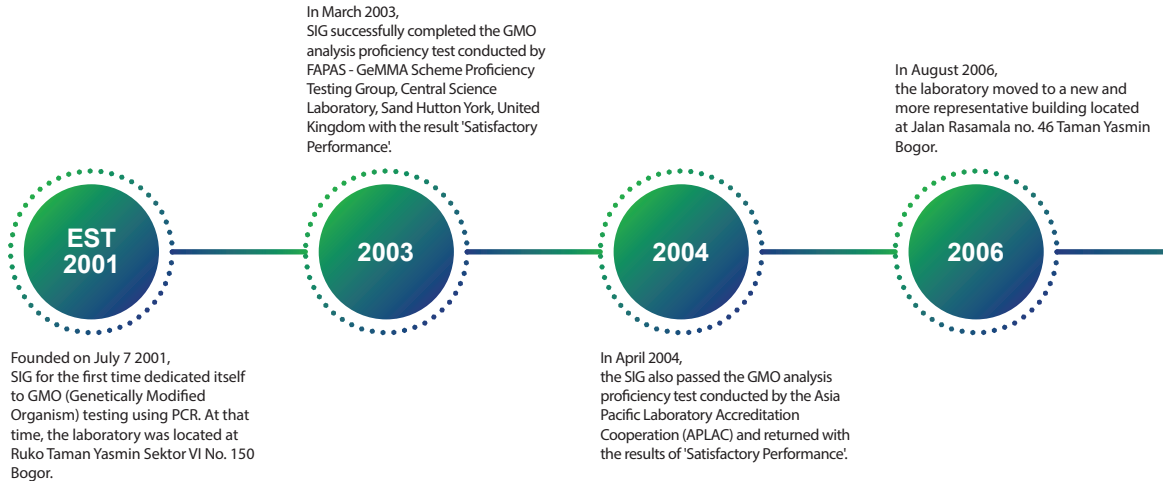 In March 2003,
SIG successfully completed the GMO
analysis proficiency test conducted by
FAPAS - GeMMA Scheme Proficiency
Testing Group, Central Science
Laboratory, Sand Hutton York, United
Kingdom with the result 'Satisfactory
Performance'.
In August 2006,
the laboratory moved to a new and
more representative building located
at Jalan Rasamala no. 46 Taman Yasmin
Bogor.
EST
2001
2003
2004
2006
Founded on July 7 2001,
SIG for the first time dedicated itself
to GMO (Genetically Modified
Organism) testing using PCR. At that
time, the laboratory was located at
Ruko Taman Yasmin Sektor VI No. 150
Bogor.
In April 2004,
the SIG also passed the GMO analysis
proficiency test conducted by the Asia
Pacific Laboratory Accreditation
Cooperation (APLAC) and returned with
the results of 'Satisfactory Performance'.